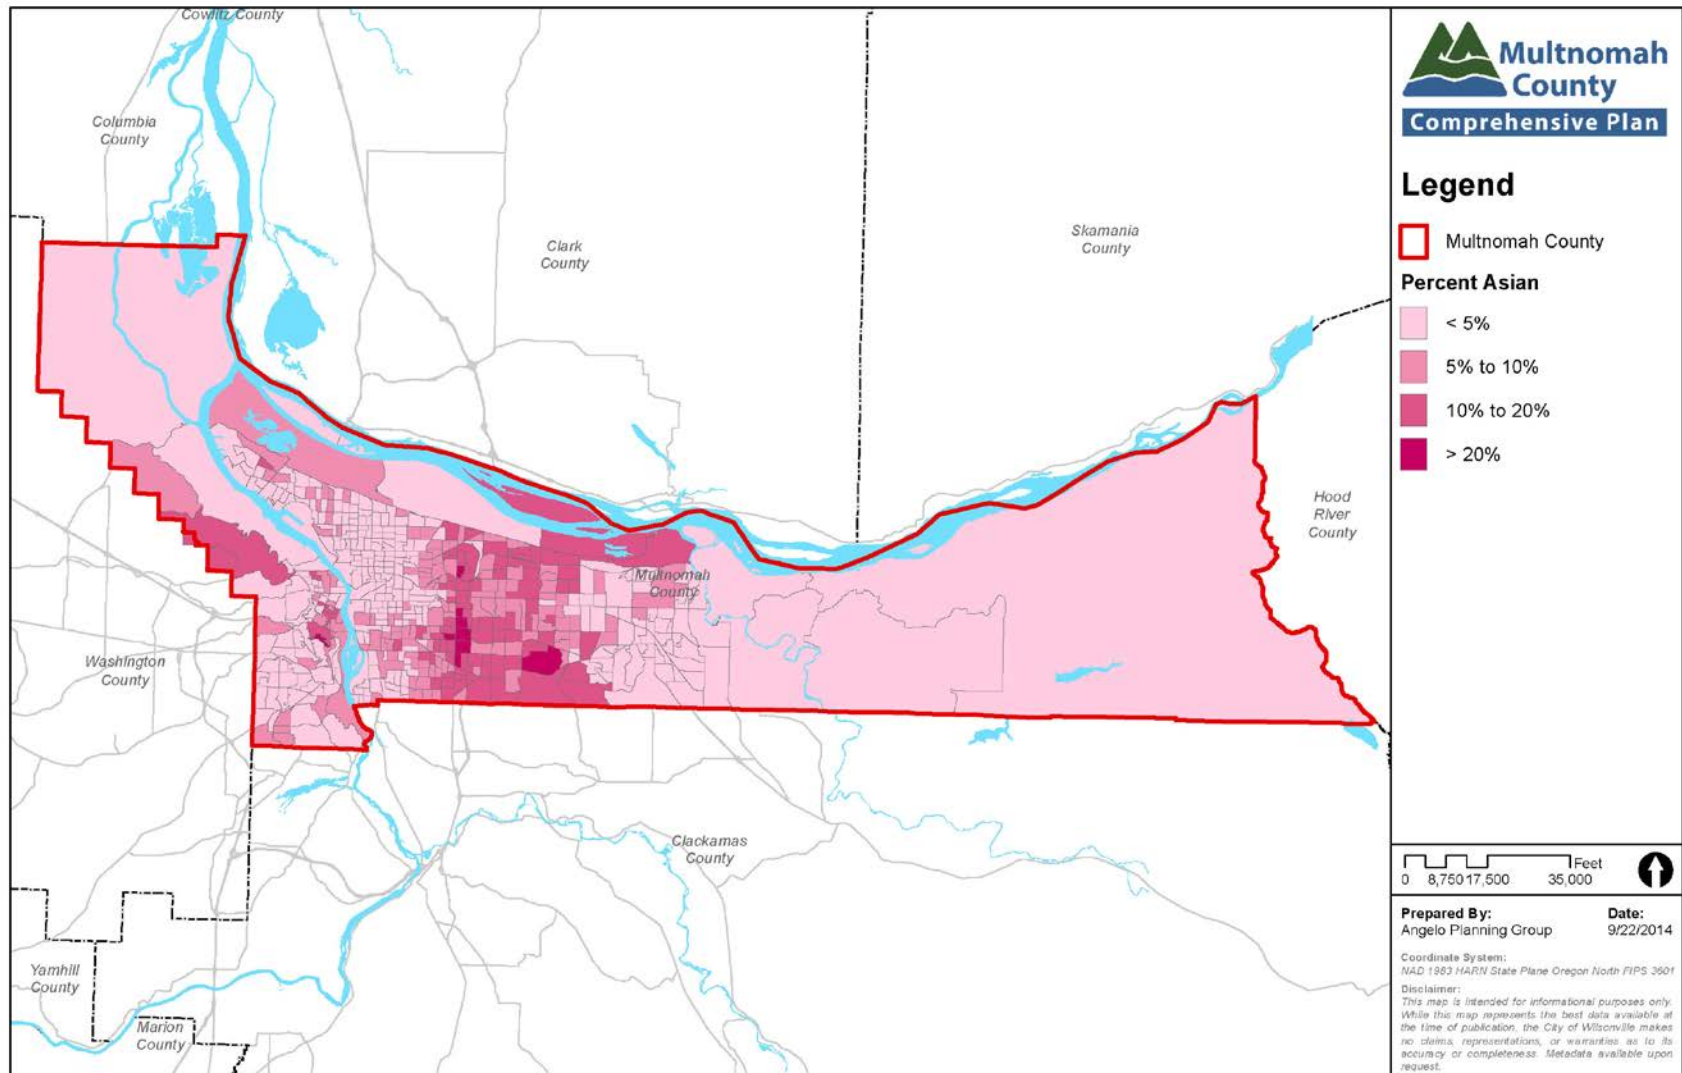 Cowlitz County
Columbia
County
Clark
County
Skamania
County
Hood
River
County
Multnomah
County
Washington
County
Clackamas
County
Yamhill
County
Marion
County
Multnomah
County
Comprehensive Plan
Legend
Multnomah County
Percent Asian
< 5%
5% to 10%
10% to 20%
> 20%
Feet
0 8,750 17,500 35,000
Prepared By: Date:
Angelo Planning Group 9/22/2014
Coordinate System:
NAD 1983 HARN State Plane Oregon North FIPS 3601
Disclaimer:
This map is intended for informational purposes only.
While this map represents the best data available at
the time of publication, the City of Wilsonville makes
no claims, representations, or warranties as to its
accuracy or completeness. Metadata available upon
request.